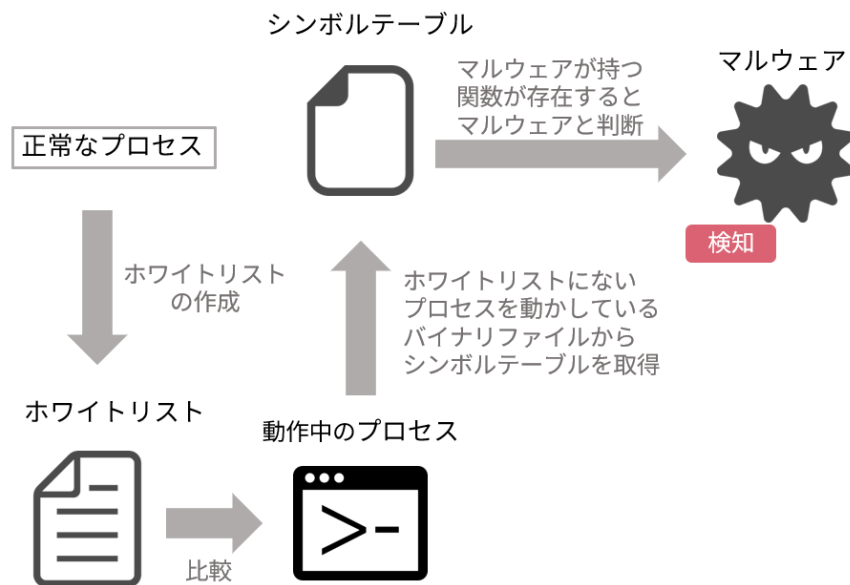 シンボルテーブル
マルウェアが持つ
関数が存在すると
マルウェアと判断
マルウェア
正常なプロセス
検知
ホワイトリスト
の作成
ホワイトリストにない
プロセスを動かしている
バイナリファイルから
シンボルテーブルを取得
ホワイトリスト
動作中のプロセス
比較